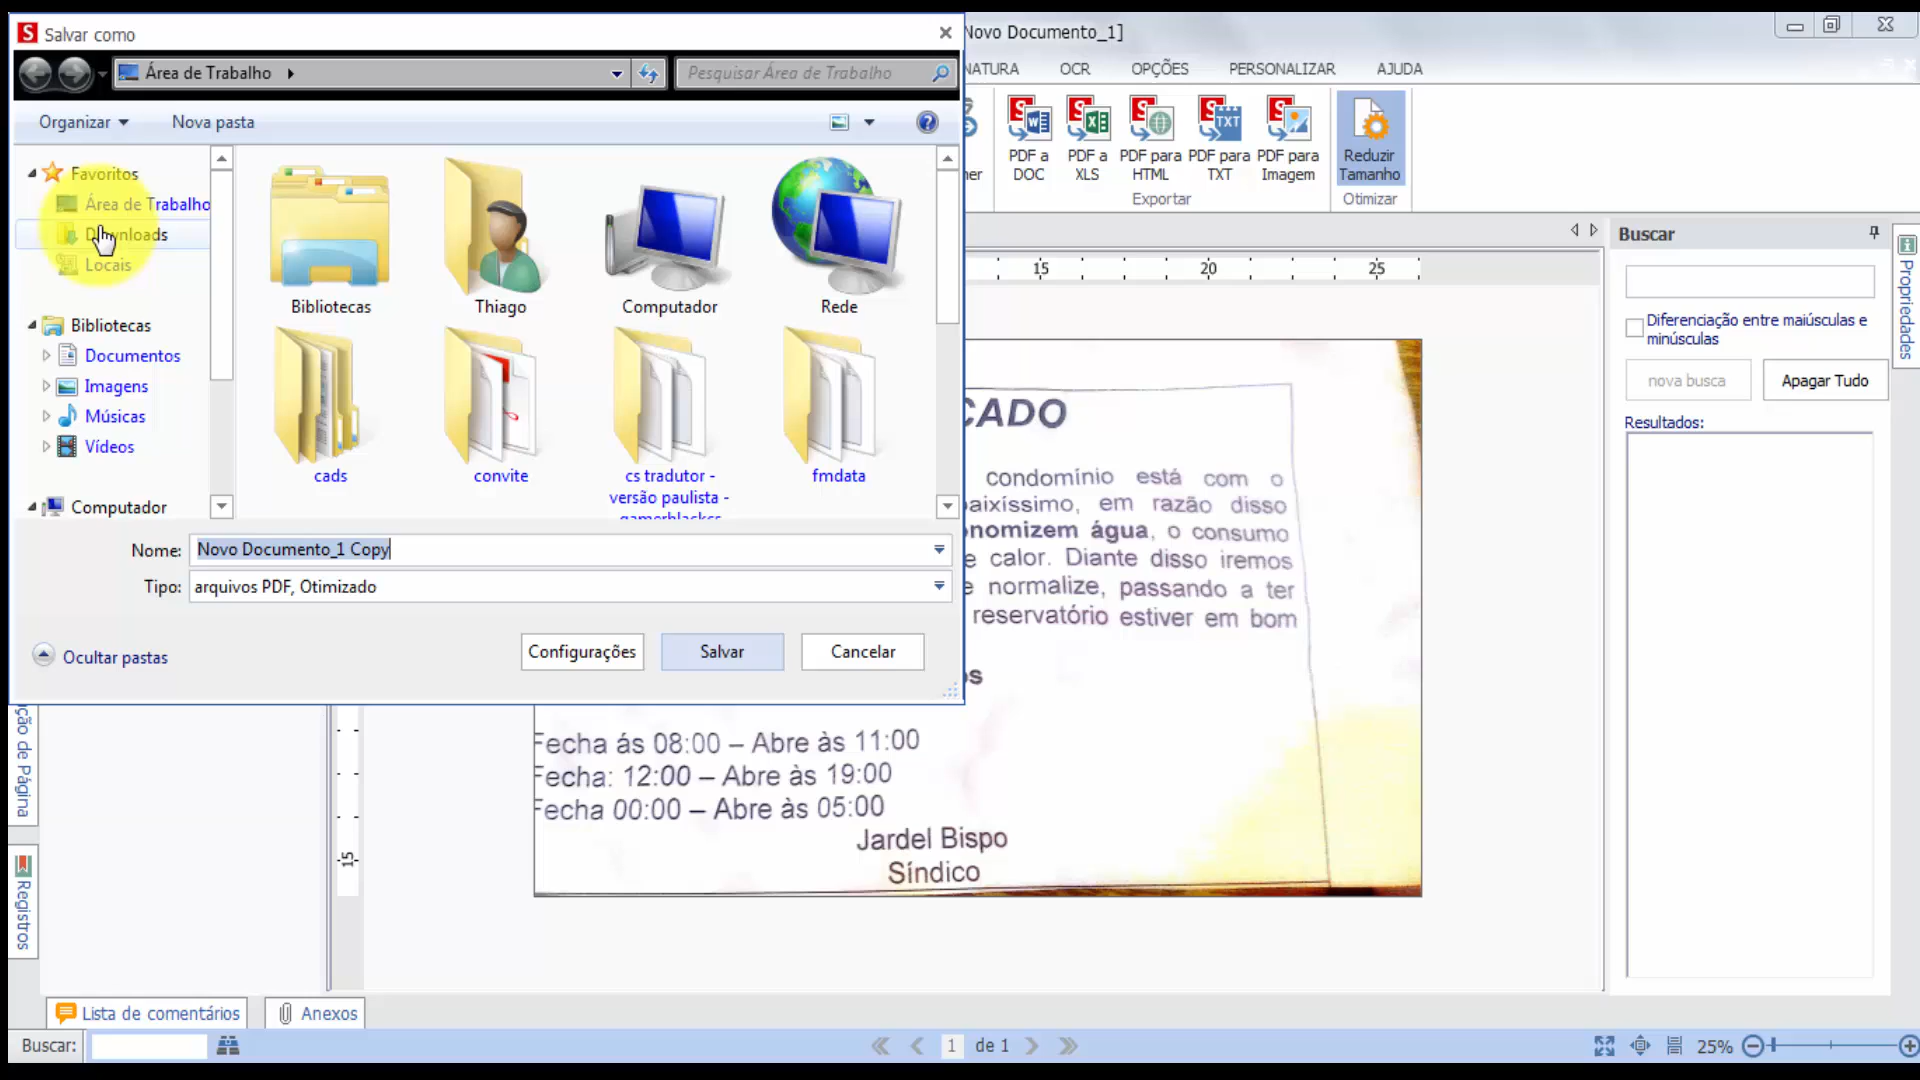 Salvar como
Novo Documento_1]
Área de Trabalho
Pesquisar Área de Trabalho
NATURA OCR OPÇÕES PERSONALIZAR AJUDA
Organizar Nova pasta
PDF a DOC
PDF a XLS
PDF para HTML
PDF para TXT
PDF para Imagem
Reduzir Tamanho
Exportar
Otimizar
Favoritos
Área de Trabalho
Downloads
Locais
Bibliotecas
Documentos
Imagens
Músicas
Vídeos
Computador
Bibliotecas Thiago Computador Rede
cads convite cs tradutor - fmdata
versão paulista -
Nome: Novo Documento_1 Copy
Tipo: arquivos PDF, Otimizado
Ocultar pastas
Configurações Salvar Cancelar
15 20 25
CADO
condomínio está com o
aixíssimo, em razão disso
nomizem água, o consumo
e calor. Diante disso iremos
e normalize, passando a ter
reservatório estiver em bom
os
Fecha ás 08:00 – Abre às 11:00
Fecha: 12:00 – Abre às 19:00
Fecha 00:00 – Abre às 05:00
Jardel Bispo
Síndico
Buscar
Diferenciação entre maiúsculas e
minúsculas
nova busca Apagar Tudo
Resultados:
Propriedades
ção de Página
Registros
15
Lista de comentários Anexos
Buscar:
1 de 1
25%